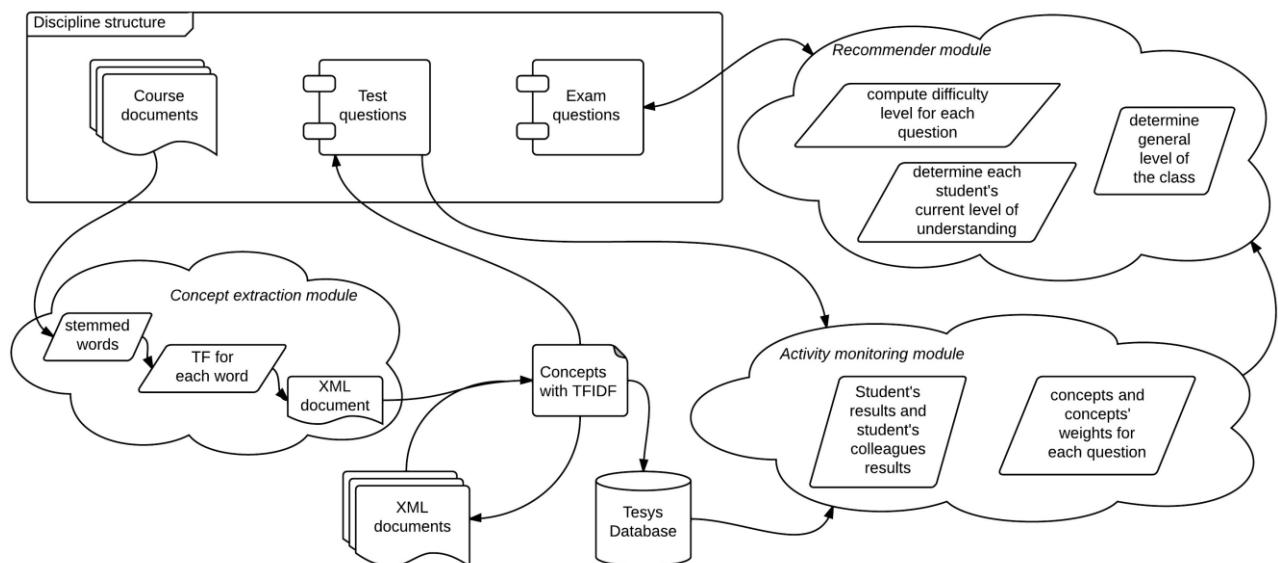 Discipline structure
Course
documents
Test
questions
Exam
questions
Recommender module
compute difficulty
level for each
question
determine
general
level of
the class
determine each
student's
current level of
understanding
Concept extraction module
stemmed
words
TF for
each word
XML
document
Concepts
with TFIDF
XML
documents
Tesys
Database
Activity monitoring module
Student's
results and
student's
colleagues
results
concepts and
concepts'
weights for
each question